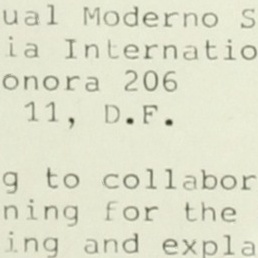 ual Moderno S
ia Internatio
onora 206
11, D.F.
g to collabor
ning for the
ing and expla